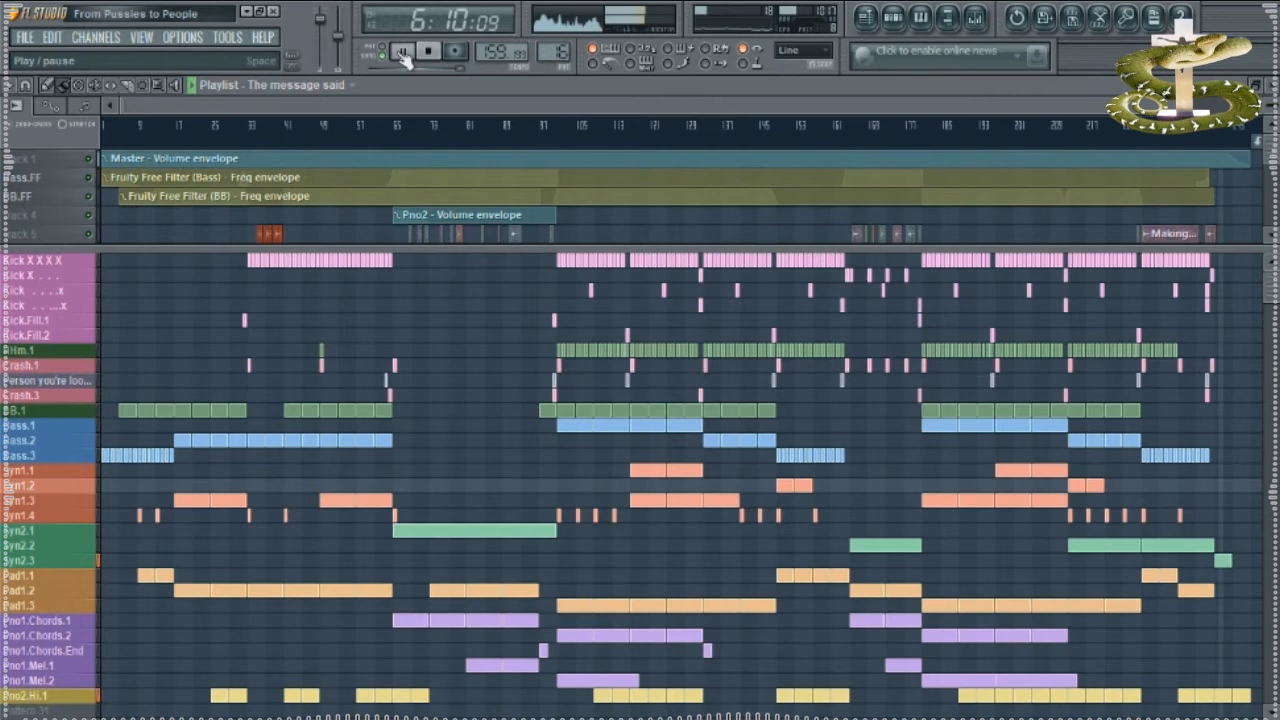 FL STUDIO From Pussies to People
FILE EDIT CHANNELS VIEW OPTIONS TOOLS HELP
Play / pause Space
6:10:09
Line
Click to enable online news
Playlist - The message said
Master - Volume envelope
Bass.FF Fruity Free Filter (Bass) - Freq envelope
BB.FF Fruity Free Filter (BB) - Freq envelope
Pno2 - Volume envelope
Making...
Kick X X X X
Kick X . . .
Kick . . . .x
Kick . . ....x
Kick.Fill.1
Kick.Fill.2
Crash.1
Person you're loo...
Crash.3
BB.1
Bass.1
Bass.2
Bass.3
Syn1.1
Syn1.2
Syn1.3
Syn1.4
Syn2.1
Syn2.2
Syn2.3
Pad1.1
Pad1.2
Pad1.3
Pno1.Chords.1
Pno1.Chords.2
Pno1.Chords.End
Pno1.Mel.1
Pno1.Mel.2
Pno2.Hi.1